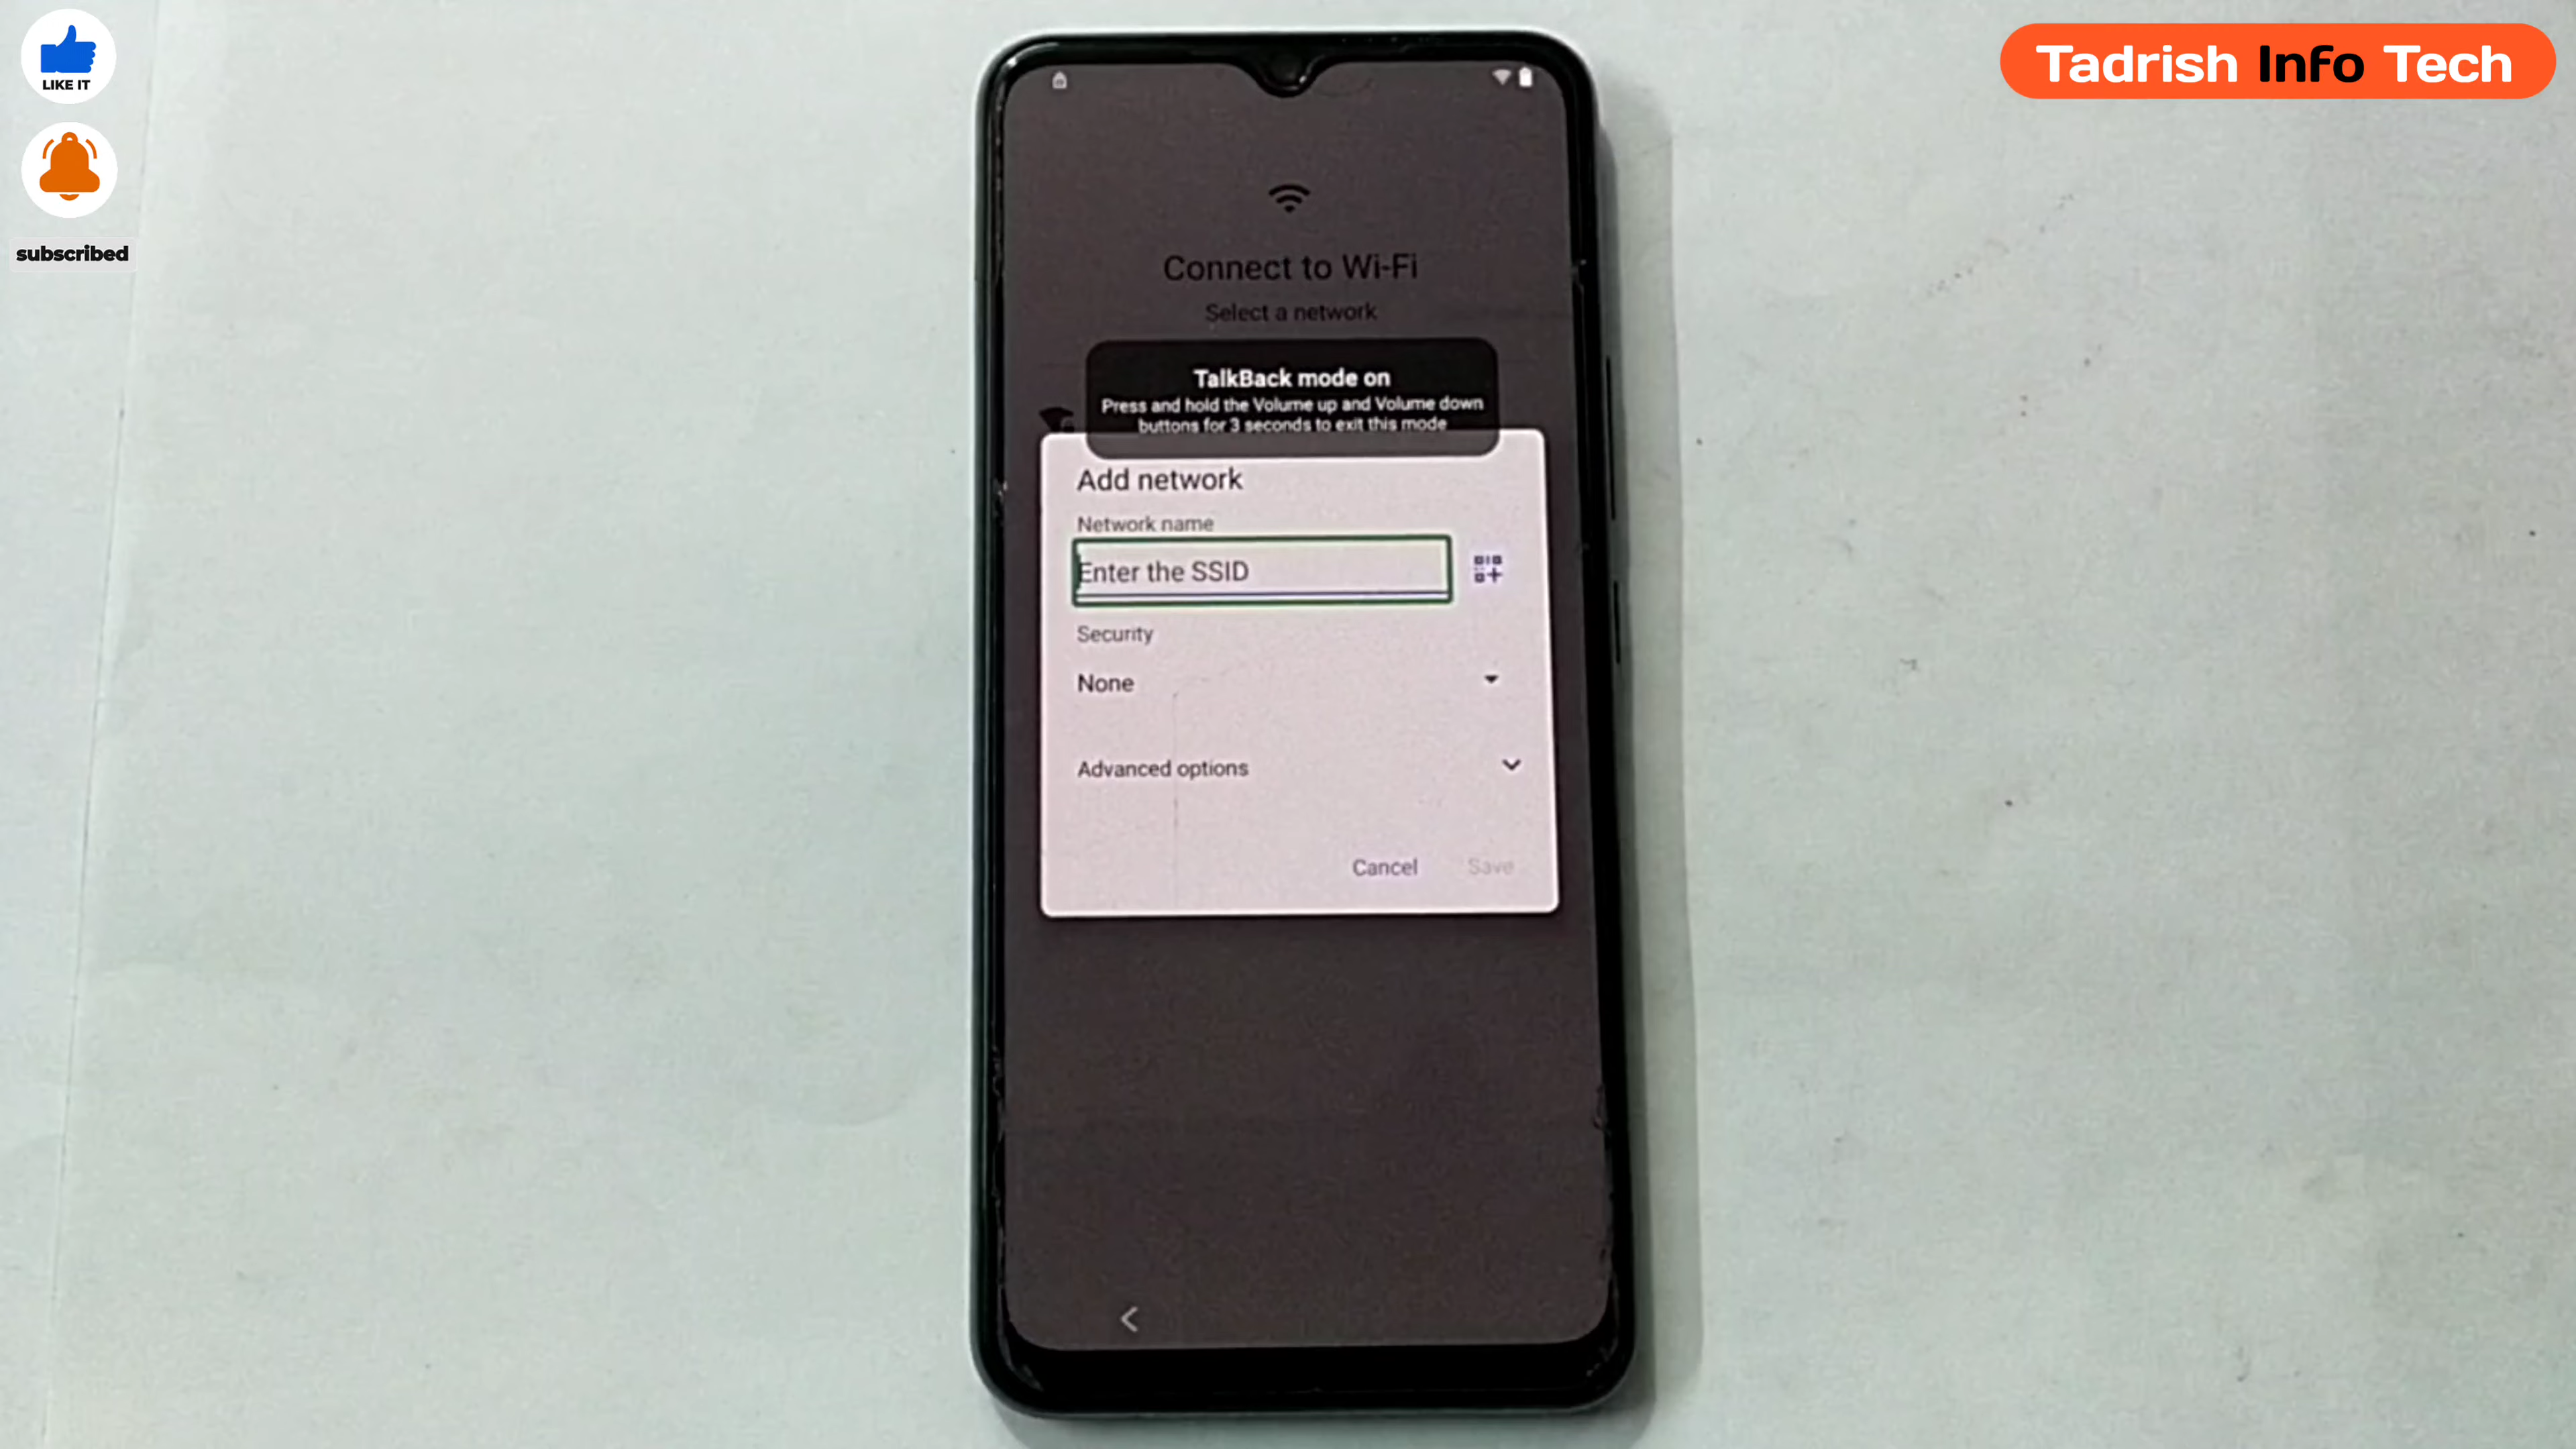 LIKE IT
subscribed
Tadrish Info Tech
Connect to Wi-Fi
Select a network
TalkBack mode on
Press and hold the Volume up and Volume down
buttons for 3 seconds to exit this mode
Add network
Network name
Enter the SSID
Security
None
Advanced options
Cancel
Save